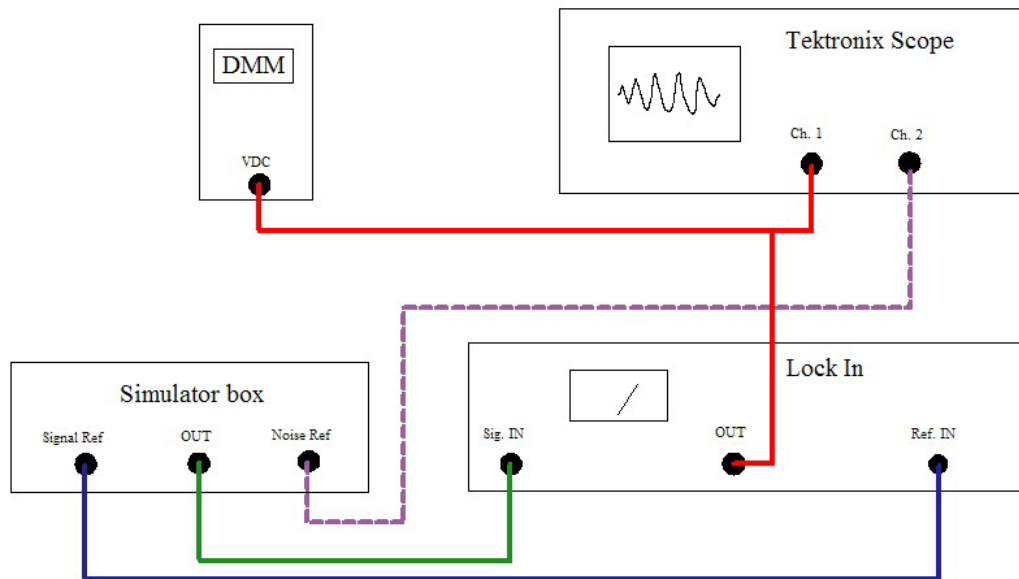 DMM
VDC
Tektronix Scope
Ch. 1
Ch. 2
Simulator box
Signal Ref
OUT
Noise Ref
Lock In
Sig. IN
OUT
Ref. IN